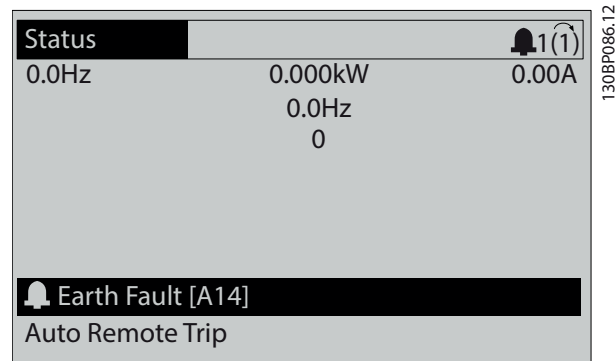 Status 1(1)
0.0Hz 0.000kW 0.00A
0.0Hz
0
Earth Fault [A14]
Auto Remote Trip
130BP086.12